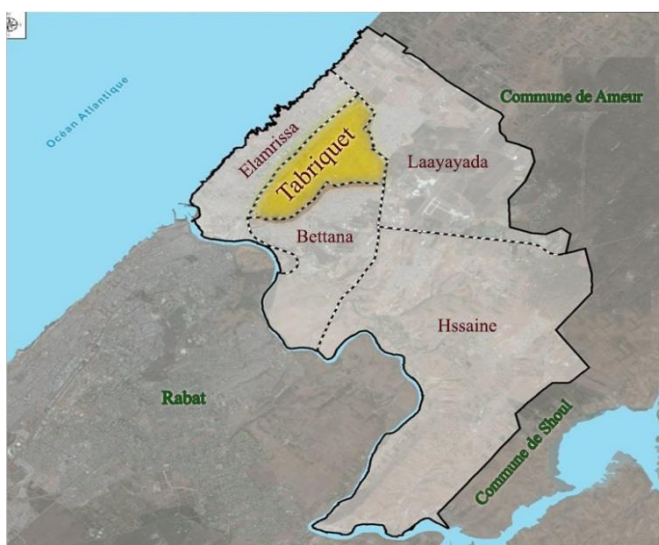 Océan Atlantique
Commune de Ameur
Elamrissa
Tabriquet
Laayayada
Bettana
Hssaine
Rabat
Commune de Shoul